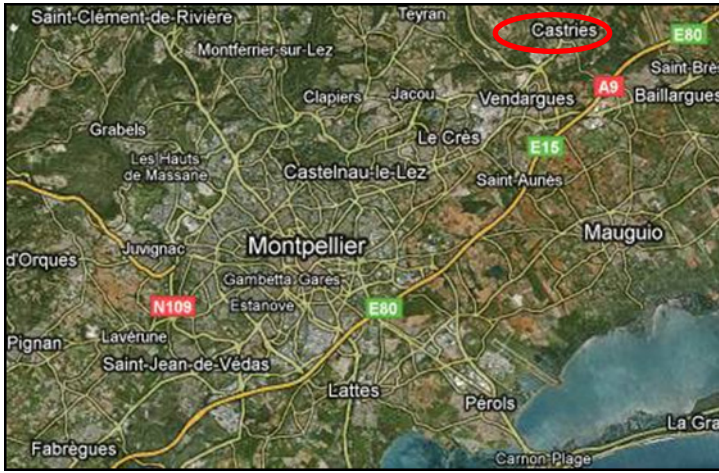 Saint-Clément-de-Rivière
Teyran
Castries
E80
Montferrier-sur-Lez
Saint-Brès
A9
Clapiers
Jacou
Vendargues
Baillargues
Grabels
Le Crès
E15
Les Hauts
de Massane
Castelnau-le-Lez
Saint-Aunès
Mauguio
Juvignac
Montpellier
d'Orques
Gambetta
Gares
N109
Estanove
E80
Pignan
Lavérune
Saint-Jean-de-Védas
Lattes
Pérols
La Gra
Fabrègues
Carnon-Plage